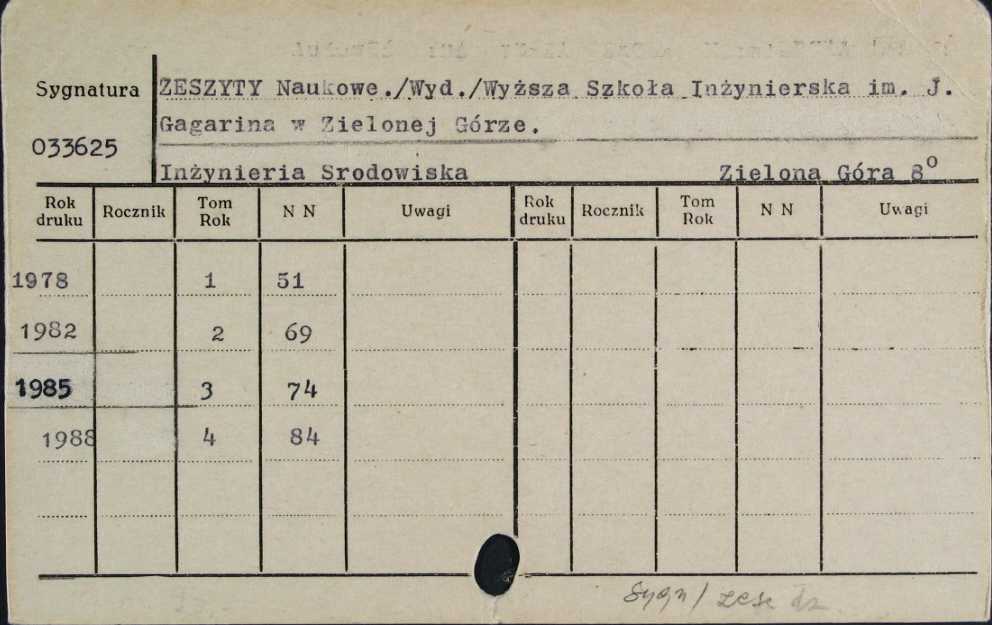 Sygnatura
033625
ZESZYTY Naukowe./Wyd./Wyższa Szkoła Inżynierska im. J.
Gagarina w Zielonej Górze.
Inżynieria Srodowiska Zielona Góra 8°
Rok druku Rocznik Tom Rok N N Uwagi Rok druku Rocznik Tom Rok N N Uwagi
1978 1 51
1982 2 69
1985 3 74
1988 4 84
Sygn/